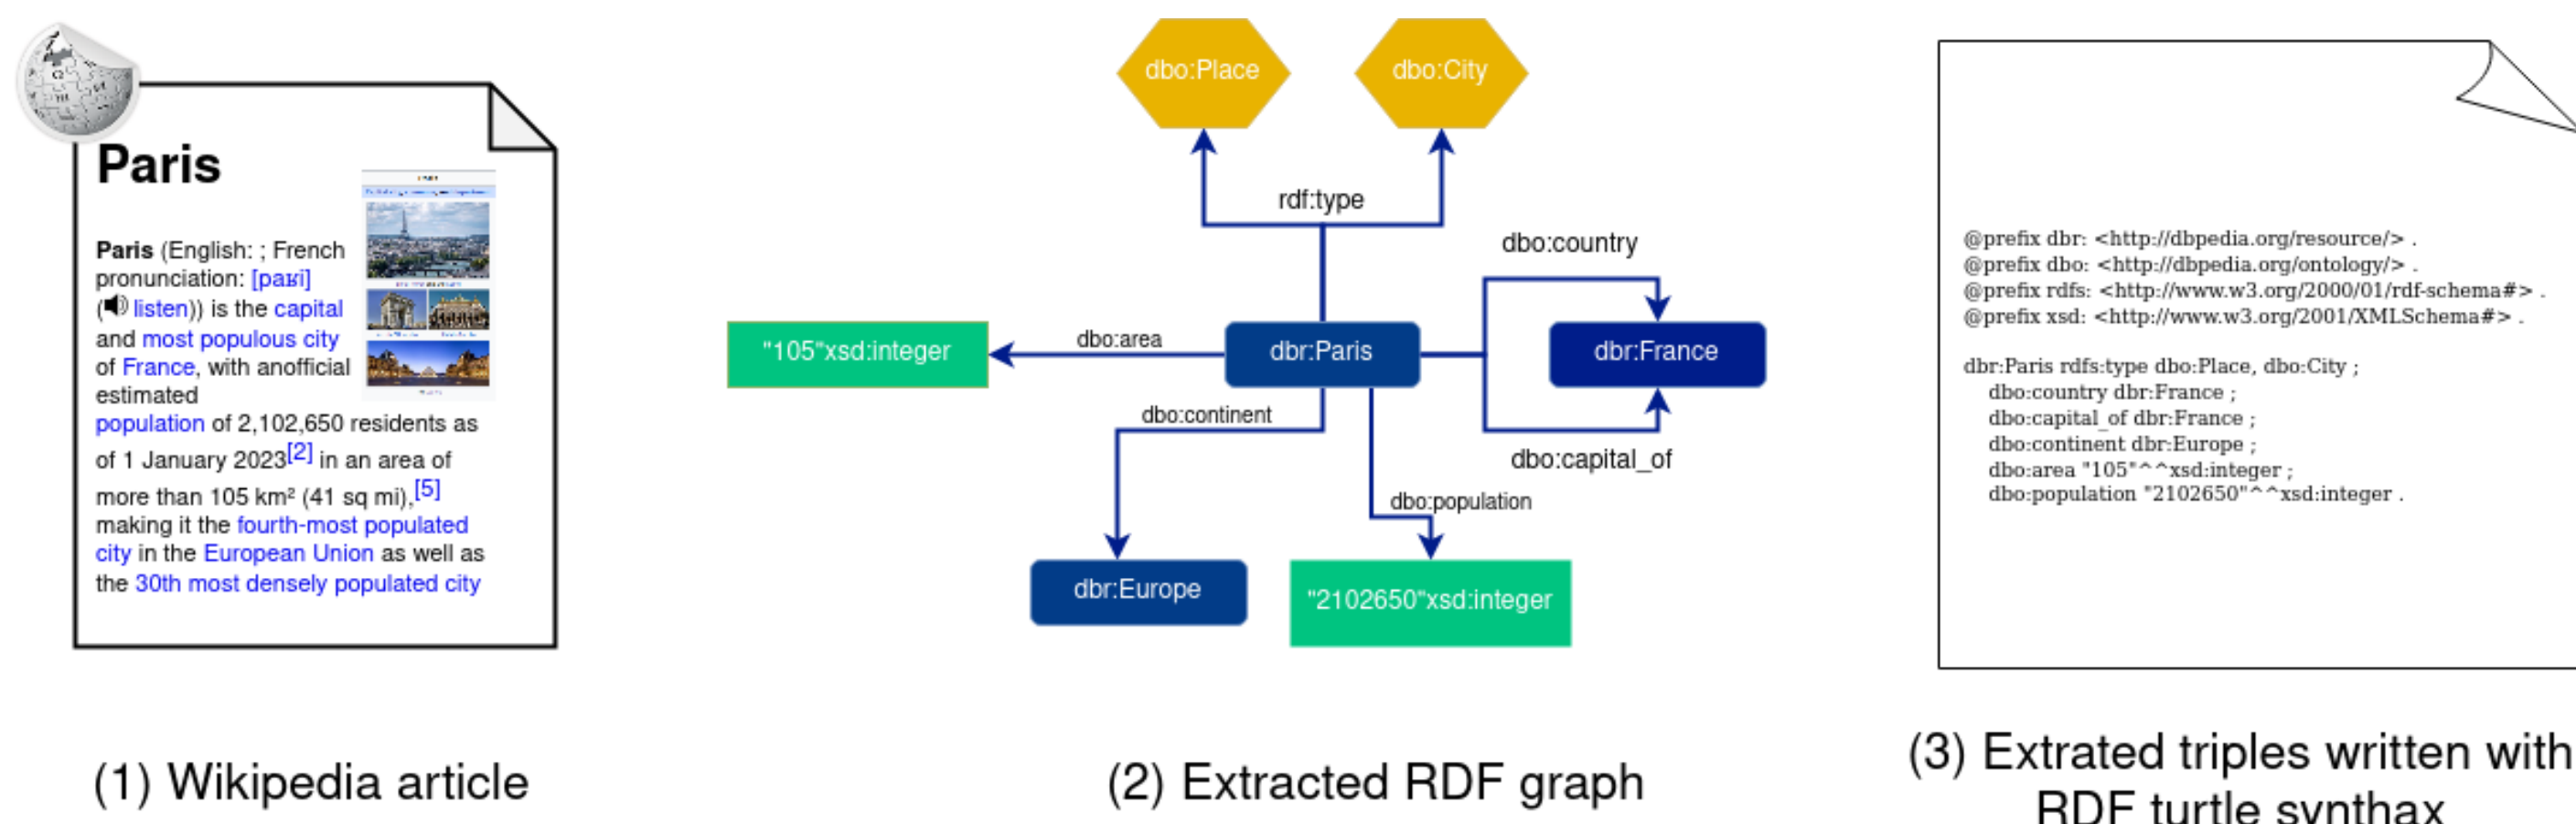 Paris
Paris (English: ; French
pronunciation: [paʁi]
( listen)) is the capital
and most populous city
of France, with anofficial
estimated
population of 2,102,650 residents as
of 1 January 2023[2] in an area of
more than 105 km² (41 sq mi),[5]
making it the fourth-most populated
city in the European Union as well as
the 30th most densely populated city
(1) Wikipedia article
dbo:Place
dbo:City
rdf:type
dbo:country
"105"xsd:integer
dbo:area
dbr:Paris
dbr:France
dbo:continent
dbo:capital_of
dbo:population
dbr:Europe
"2102650"xsd:integer
(2) Extracted RDF graph
@prefix dbr: <http://dbpedia.org/resource/> .
@prefix dbo: <http://dbpedia.org/ontology/> .
@prefix rdfs: <http://www.w3.org/2000/01/rdf-schema#> .
@prefix xsd: <http://www.w3.org/2001/XMLSchema#> .
dbr:Paris rdfs:type dbo:Place, dbo:City ;
dbo:country dbr:France ;
dbo:capital_of dbr:France ;
dbo:continent dbr:Europe ;
dbo:area "105"^^xsd:integer ;
dbo:population "2102650"^^xsd:integer .
(3) Extrated triples written with
RDF turtle synthax